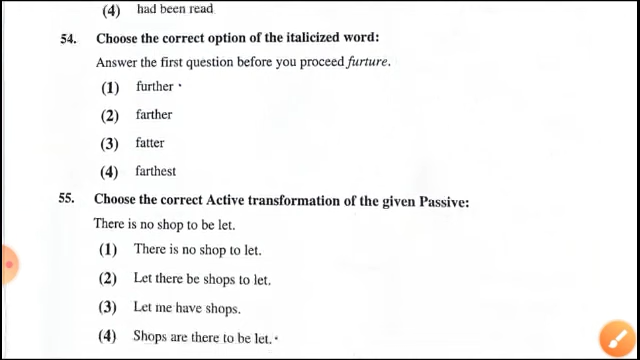 (4) had been read
54. Choose the correct option of the italicized word:
Answer the first question before you proceed furture.
(1) further
(2) farther
(3) fatter
(4) farthest
55. Choose the correct Active transformation of the given Passive:
There is no shop to be let.
(1) There is no shop to let.
(2) Let there be shops to let.
(3) Let me have shops.
(4) Shops are there to be let.